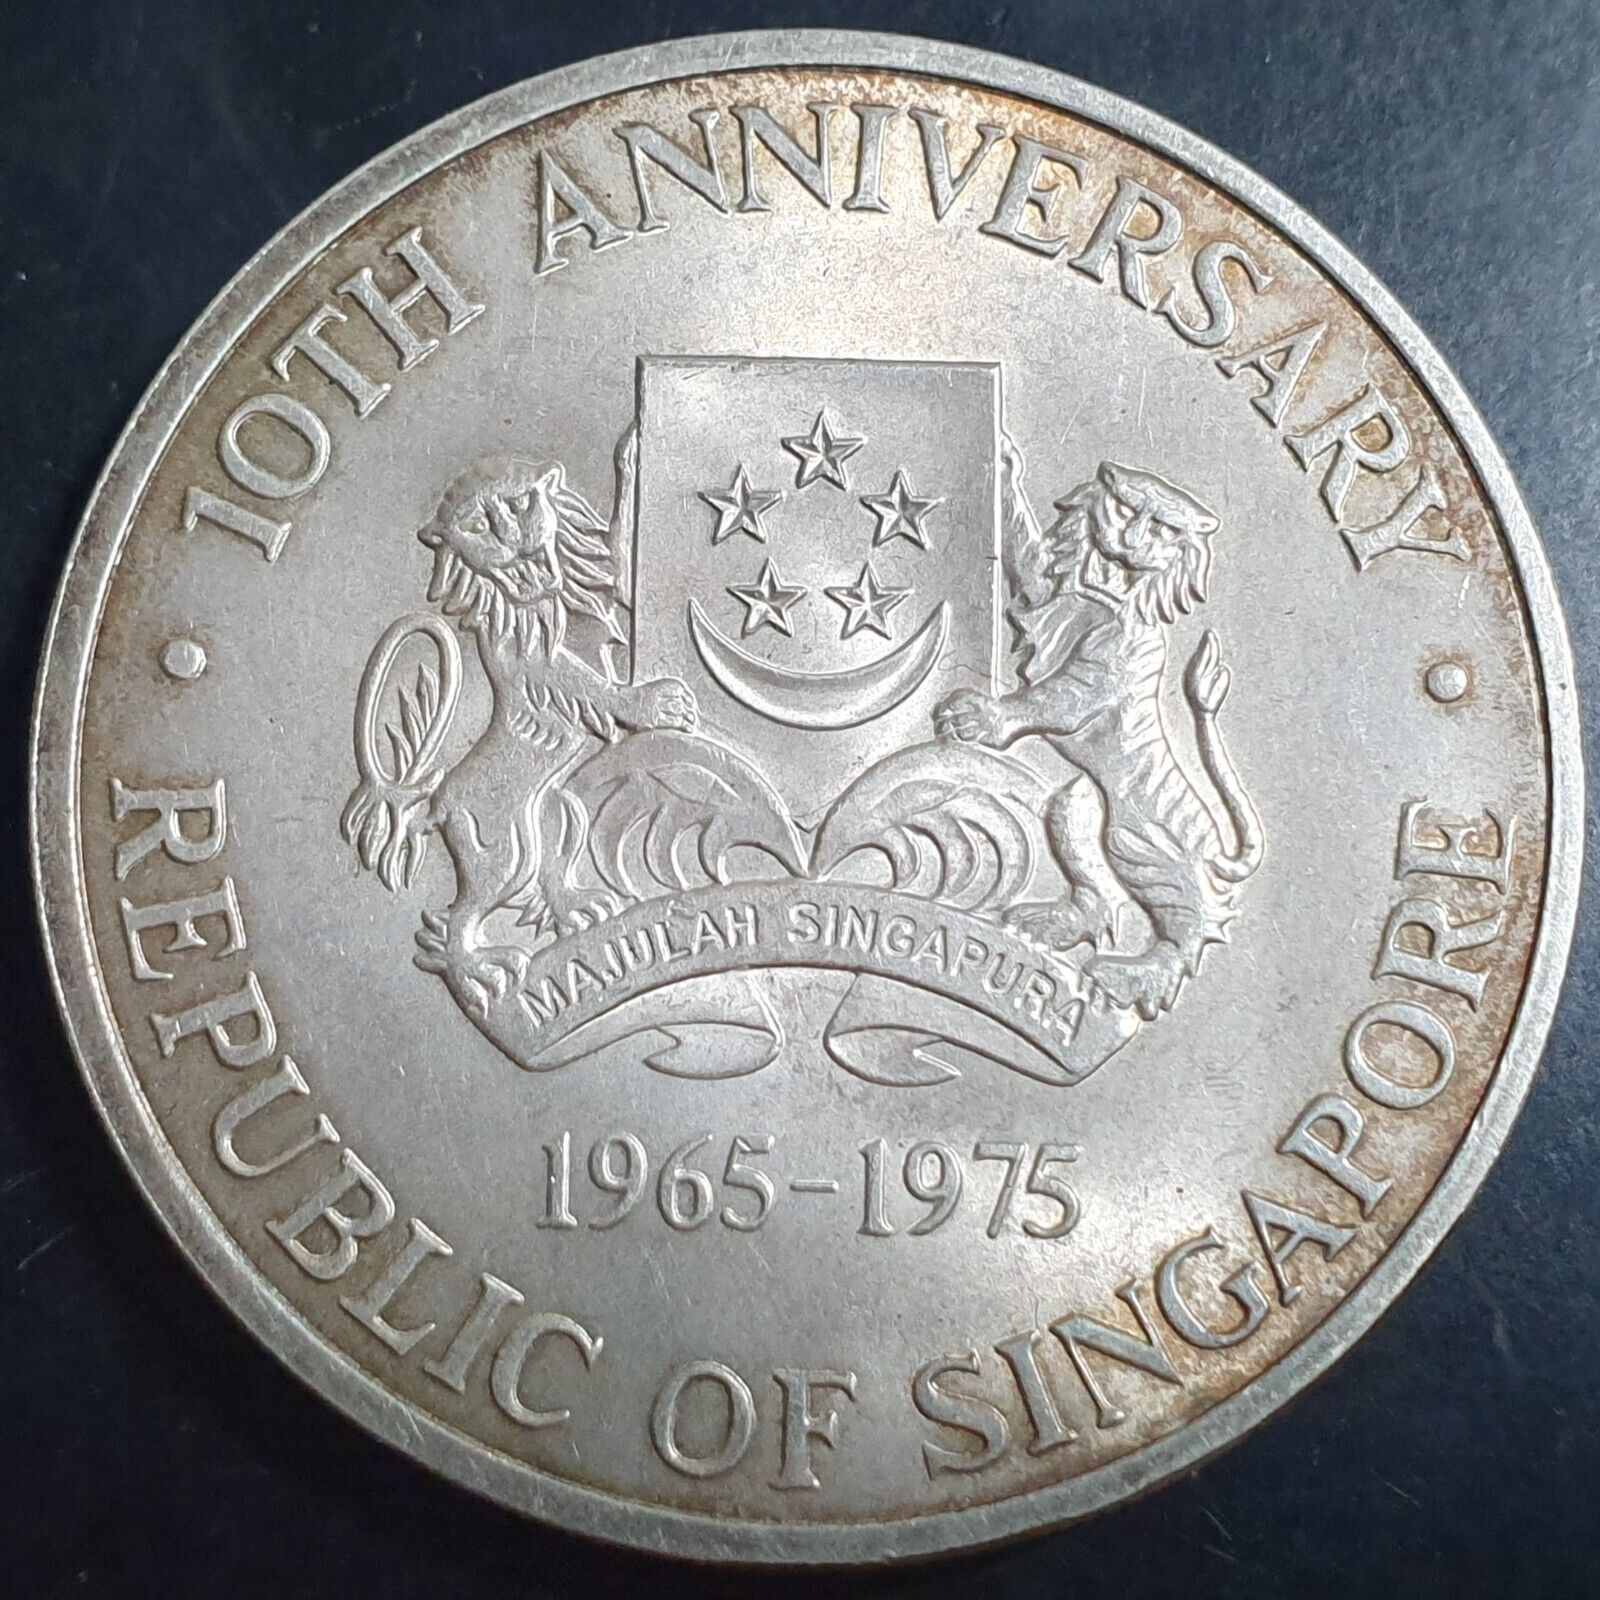 10TH ANNIVERSARY
MAJULAH SINGAPURA
1965-1975
• REPUBLIC OF SINGAPORE •